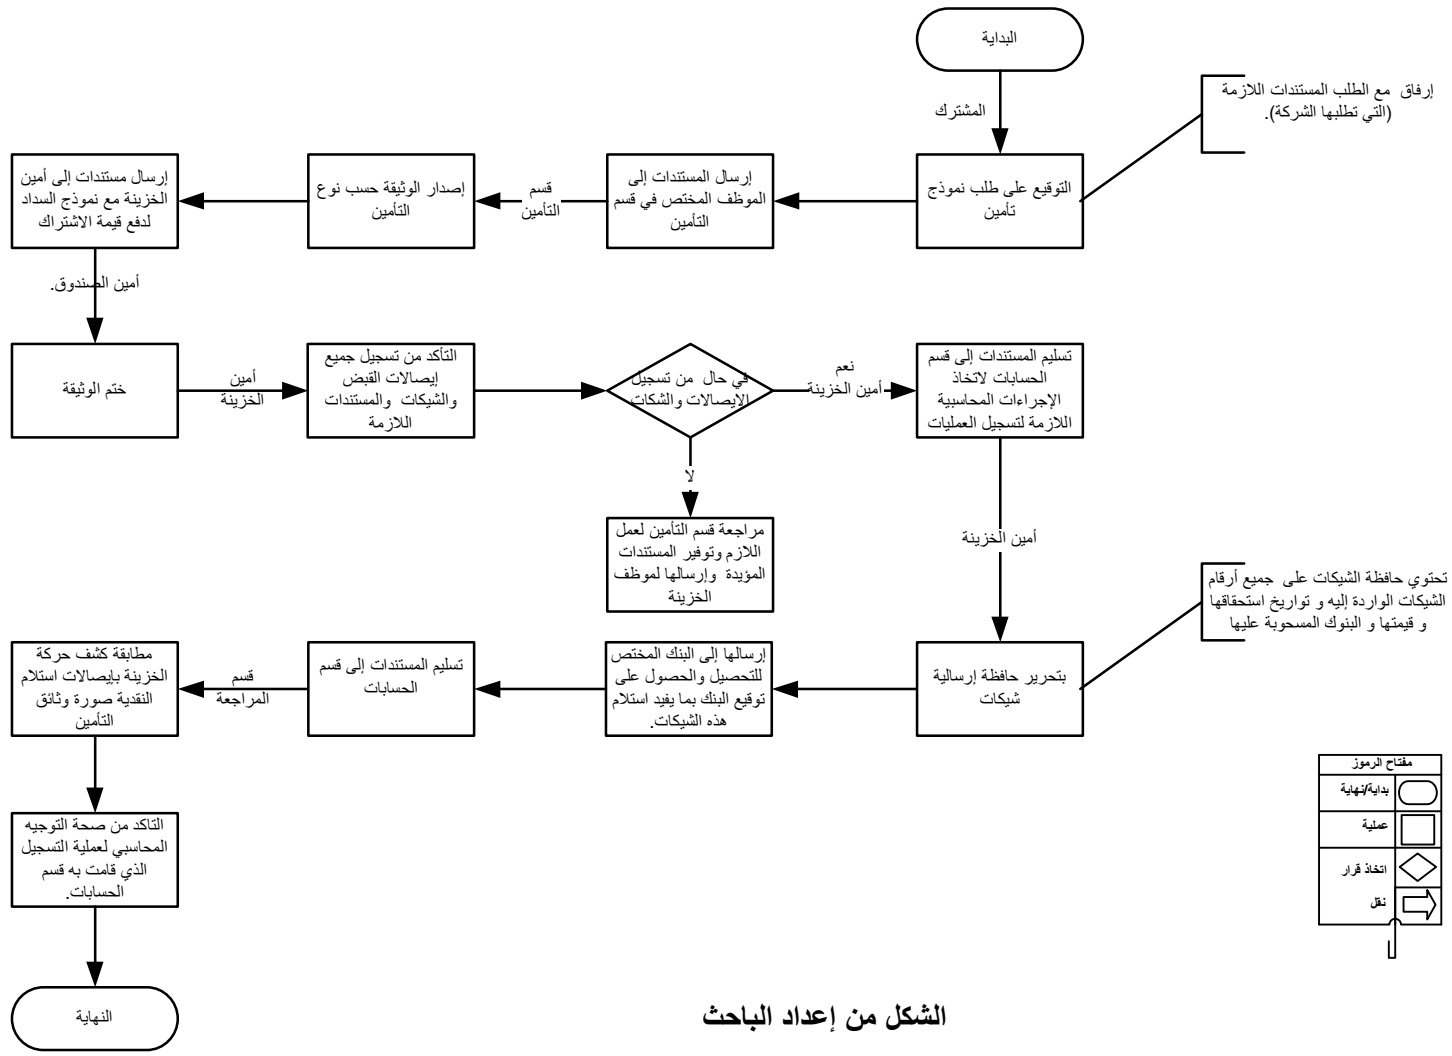 البداية
المشترك
إرفاق مع الطلب المستندات اللازمة
(التي تطلبها الشركة).
التوقيع على طلب نموذج
تأمين
إرسال المستندات إلى
الموظف المختص في قسم
التأمين
قسم
التأمين
إصدار الوثيقة حسب نوع
التأمين
إرسال مستندات إلى أمين
الخزينة مع نموذج السداد
لدفع قيمة الاشتراك
أمين الصندوق.
ختم الوثيقة
أمين
الخزينة
التأكد من تسجيل جميع
إيصالات القبض
والشيكات والمستندات
اللازمة
في حال من تسجيل
الايصالات والشكات
نعم
أمين الخزينة
تسليم المستندات إلى قسم
الحسابات لاتخاذ
الإجراءات المحاسبية
اللازمة لتسجيل العمليات
لا
مراجعة قسم التأمين لعمل
اللازم وتوفير المستندات
المؤيدة وإرسالها لموظف
الخزينة
أمين الخزينة
تحتوي حافظة الشيكات على جميع أرقام
الشيكات الواردة إليه و تواريخ استحقاقها
و قيمتها و البنوك المسحوبة عليها
بتحرير حافظة إرسالية
شيكات
إرسالها إلى البنك المختص
للتحصيل والحصول على
توقيع البنك بما يفيد استلام
هذه الشيكات.
تسليم المستندات إلى قسم
الحسابات
قسم
المراجعة
مطابقة كشف حركة
الخزينة بإيصالات استلام
النقدية صورة وثائق
التأمين
التاكد من صحة التوجيه
المحاسبي لعملية التسجيل
الذي قامت به قسم
الحسابات.
النهاية
مفتاح الرموز
بداية/نهاية
عملية
اتخاذ قرار
نقل
الشكل من إعداد الباحث